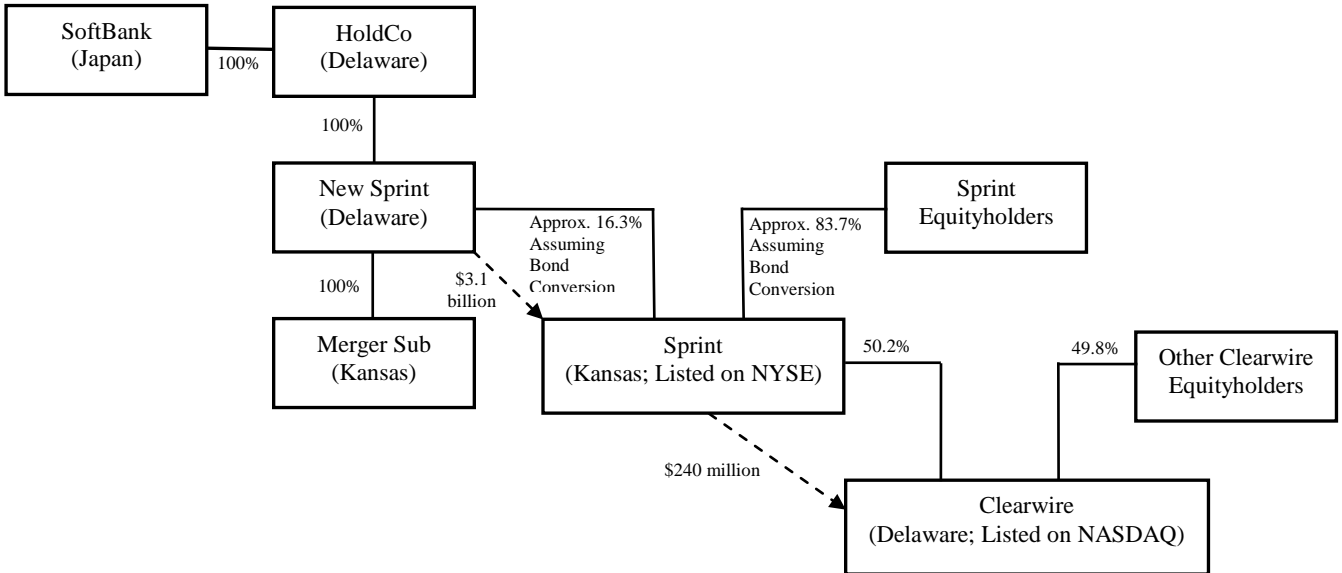 SoftBank
(Japan)
100%
HoldCo
(Delaware)
100%
New Sprint
(Delaware)
Approx. 16.3%
Assuming
Bond
Conversion
Approx. 83.7%
Assuming
Bond
Conversion
Sprint
Equityholders
100%
$3.1
billion
Merger Sub
(Kansas)
Sprint
(Kansas; Listed on NYSE)
50.2%
49.8%
Other Clearwire
Equityholders
$240 million
Clearwire
(Delaware; Listed on NASDAQ)